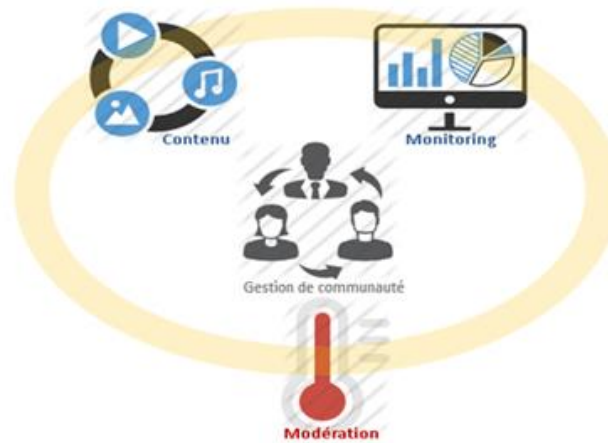 Contenu
Monitoring
Gestion de communauté
Modération